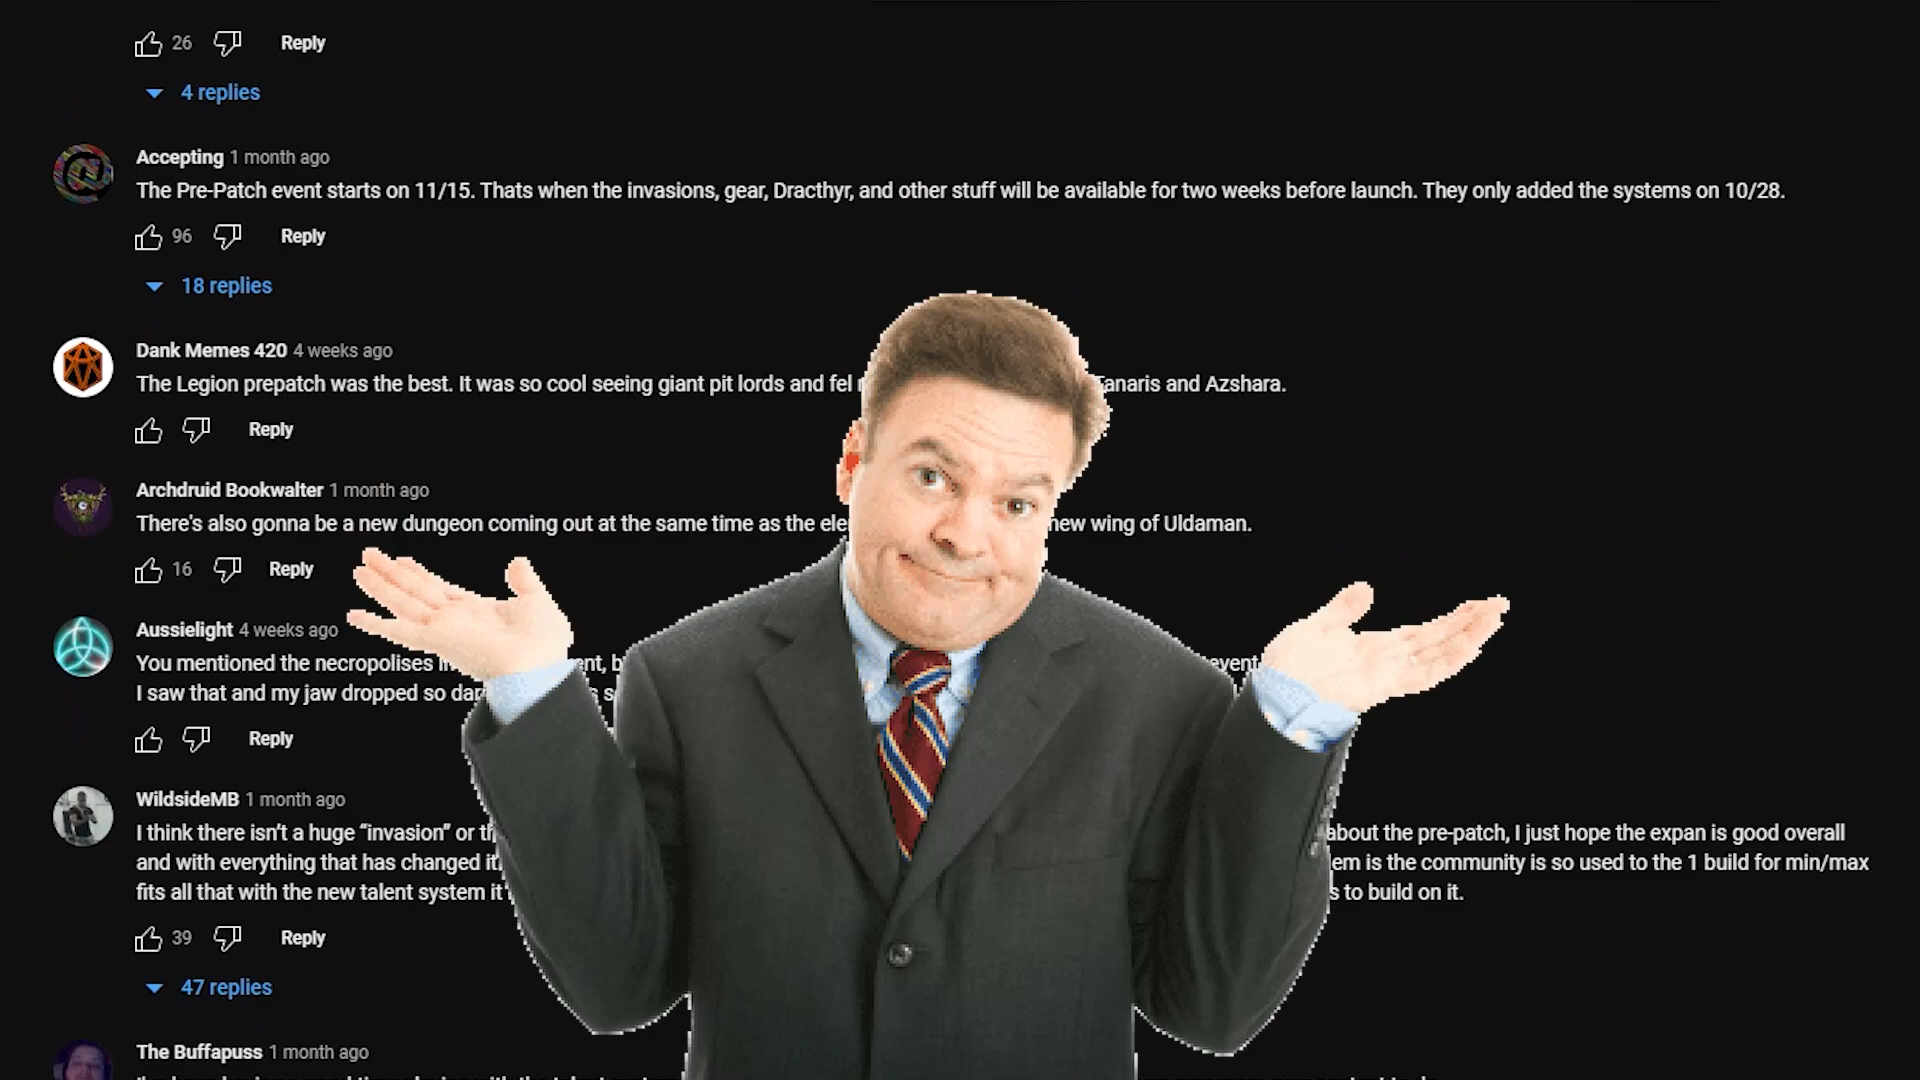 26 Reply
4 replies
Accepting 1 month ago
The Pre-Patch event starts on 11/15. Thats when the invasions, gear, Dracthyr, and other stuff will be available for two weeks before launch. They only added the systems on 10/28.
96 Reply
18 replies
Dank Memes 420 4 weeks ago
The Legion prepatch was the best. It was so cool seeing giant pit lords and fel Tanaris and Azshara.
Reply
Archdruid Bookwalter 1 month ago
There's also gonna be a new dungeon coming out at the same time as the new wing of Uldaman.
16 Reply
Aussielight 4 weeks ago
You mentioned the necropolises event
I saw that and my jaw dropped so
Reply
WildsideMB 1 month ago
I think there isn't a huge “invasion” or about the pre-patch, I just hope the expan is good overall
and with everything that has changed it is the community is so used to the 1 build for min/max
fits all that with the new talent system it to build on it.
39 Reply
47 replies
The Buffapuss 1 month ago